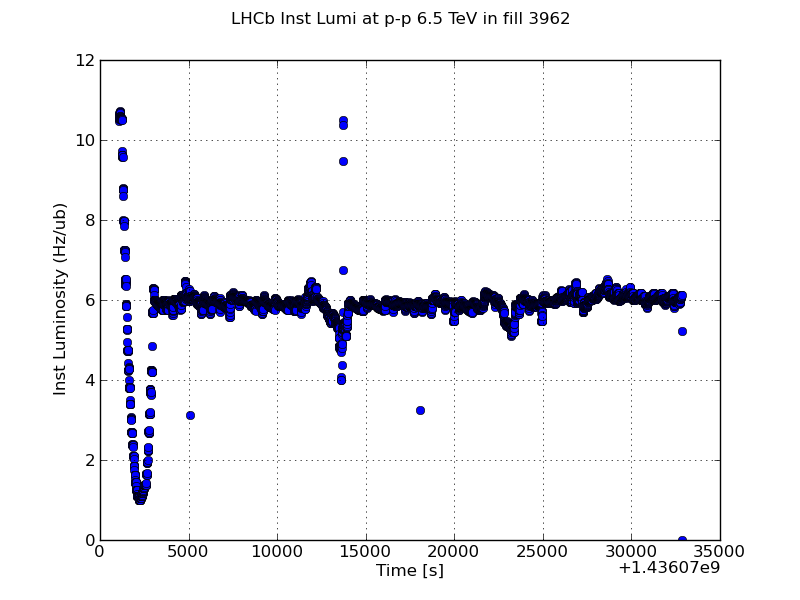 LHCb Inst Lumi at p-p 6.5 TeV in fill 3962
12
10
8
6
4
2
0
Inst Luminosity (Hz/ub)
0 5000 10000 15000 20000 25000 30000 35000
Time [s]
+1.43607e9